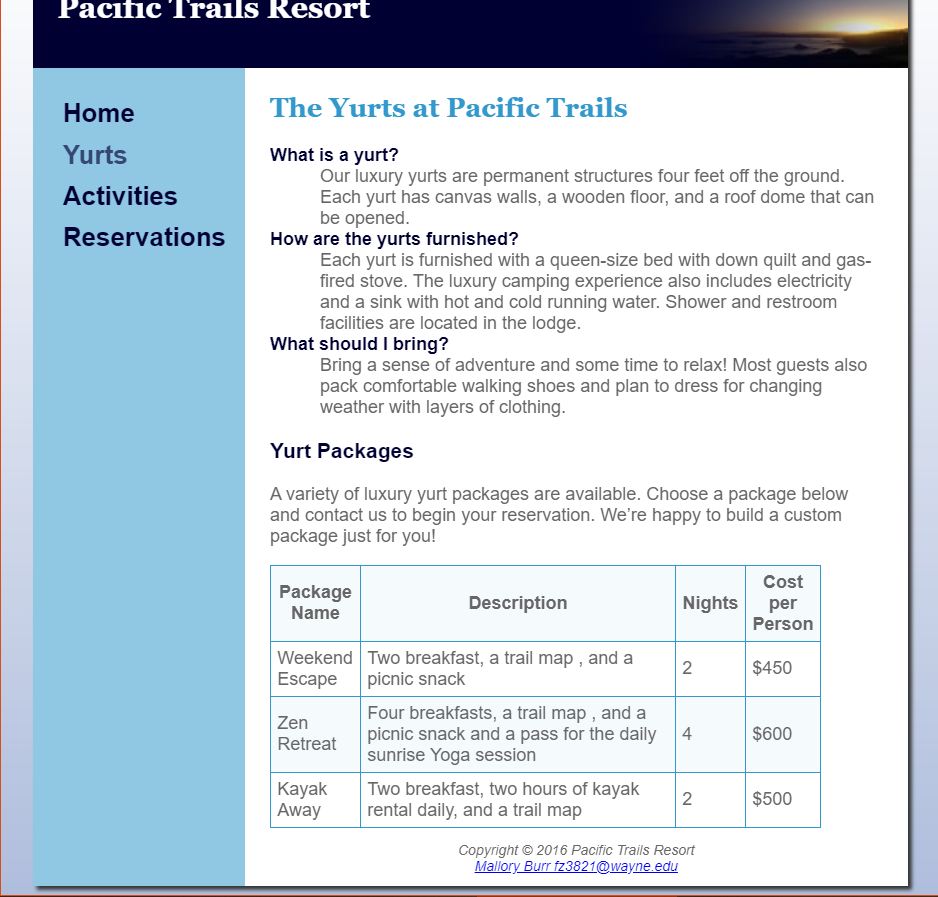 Pacific Trails Resort
Home
Yurts
Activities
Reservations
The Yurts at Pacific Trails
What is a yurt?
Our luxury yurts are permanent structures four feet off the ground.
Each yurt has canvas walls, a wooden floor, and a roof dome that can
be opened.
How are the yurts furnished?
Each yurt is furnished with a queen-size bed with down quilt and gas-
fired stove. The luxury camping experience also includes electricity
and a sink with hot and cold running water. Shower and restroom
facilities are located in the lodge.
What should I bring?
Bring a sense of adventure and some time to relax! Most guests also
pack comfortable walking shoes and plan to dress for changing
weather with layers of clothing.
Yurt Packages
A variety of luxury yurt packages are available. Choose a package below
and contact us to begin your reservation. We’re happy to build a custom
package just for you!
Package
Name
Description
Nights
Cost
per
Person
Weekend
Escape
Two breakfast, a trail map , and a
picnic snack
2
$450
Zen
Retreat
Four breakfasts, a trail map , and a
picnic snack and a pass for the daily
sunrise Yoga session
4
$600
Kayak
Away
Two breakfast, two hours of kayak
rental daily, and a trail map
2
$500
Copyright © 2016 Pacific Trails Resort
Mallory Burr fz3821@wayne.edu